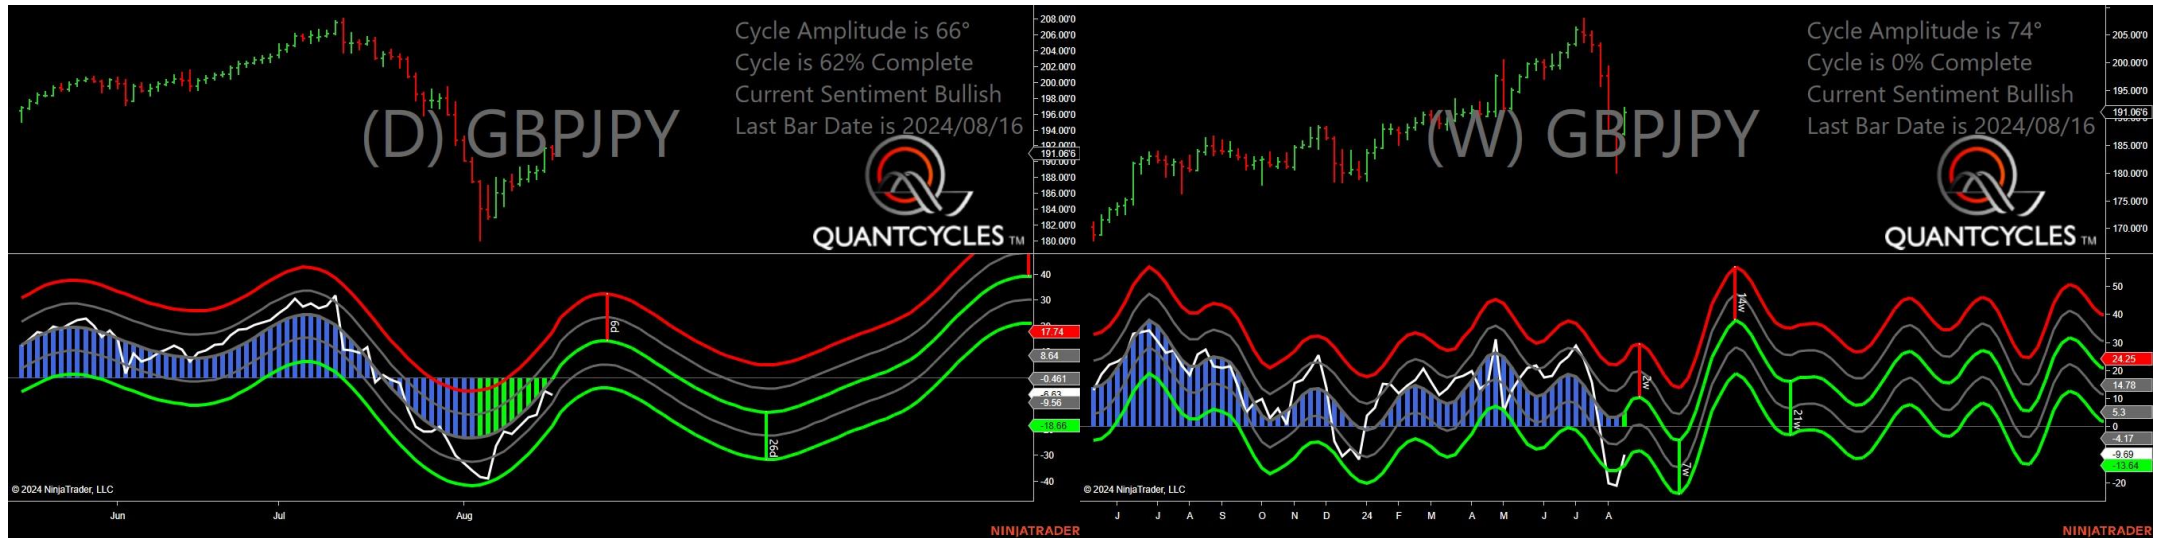 Cycle Amplitude is 66°
Cycle is 62% Complete
Current Sentiment Bullish
Last Bar Date is 2024/08/16
(D) GBPJPY
QUANTCYCLES TM
208.00'0
206.00'0
204.00'0
202.00'0
200.00'0
198.00'0
196.00'0
194.00'0
191.06'6
190.00'0
188.00'0
186.00'0
184.00'0
182.00'0
180.00'0
40
30
17.74
8.64
-0.461
-6.63
-9.56
-18.66
-30
-40
6d
26d
© 2024 NinjaTrader, LLC
Jun
Jul
Aug
NINJATRADER
Cycle Amplitude is 74°
Cycle is 0% Complete
Current Sentiment Bullish
Last Bar Date is 2024/08/16
(W) GBPJPY
QUANTCYCLES TM
205.00'0
200.00'0
195.00'0
191.06'6
185.00'0
180.00'0
175.00'0
170.00'0
50
40
30
24.25
20
14.78
10
5.3
0
-4.17
-9.69
-13.64
-20
2w
7w
14w
21w
© 2024 NinjaTrader, LLC
J
J
A
S
O
N
D
24
F
M
A
M
J
J
A
NINJATRADER